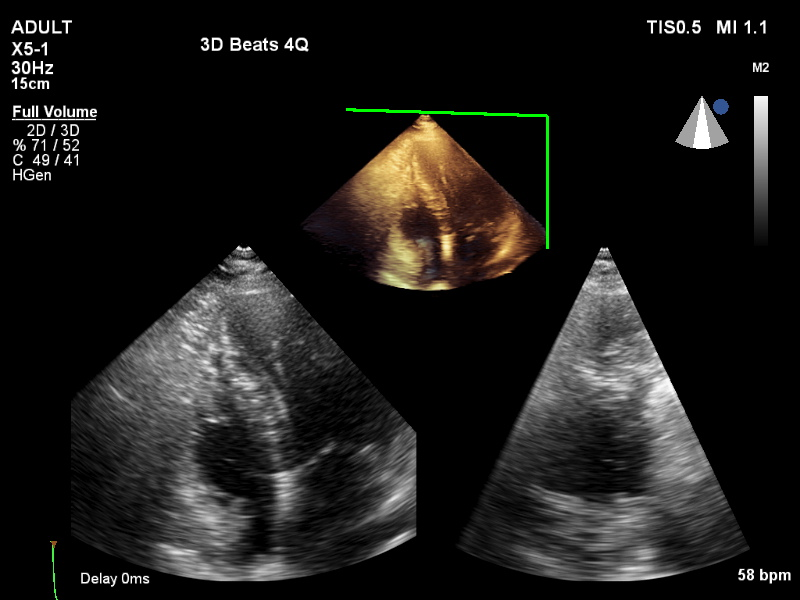 ADULT
X5-1
30Hz
15cm
Full Volume
2D / 3D
% 71 / 52
C 49 / 41
HGen
3D Beats 4Q
TIS0.5 MI 1.1
M2
Delay 0ms
58 bpm